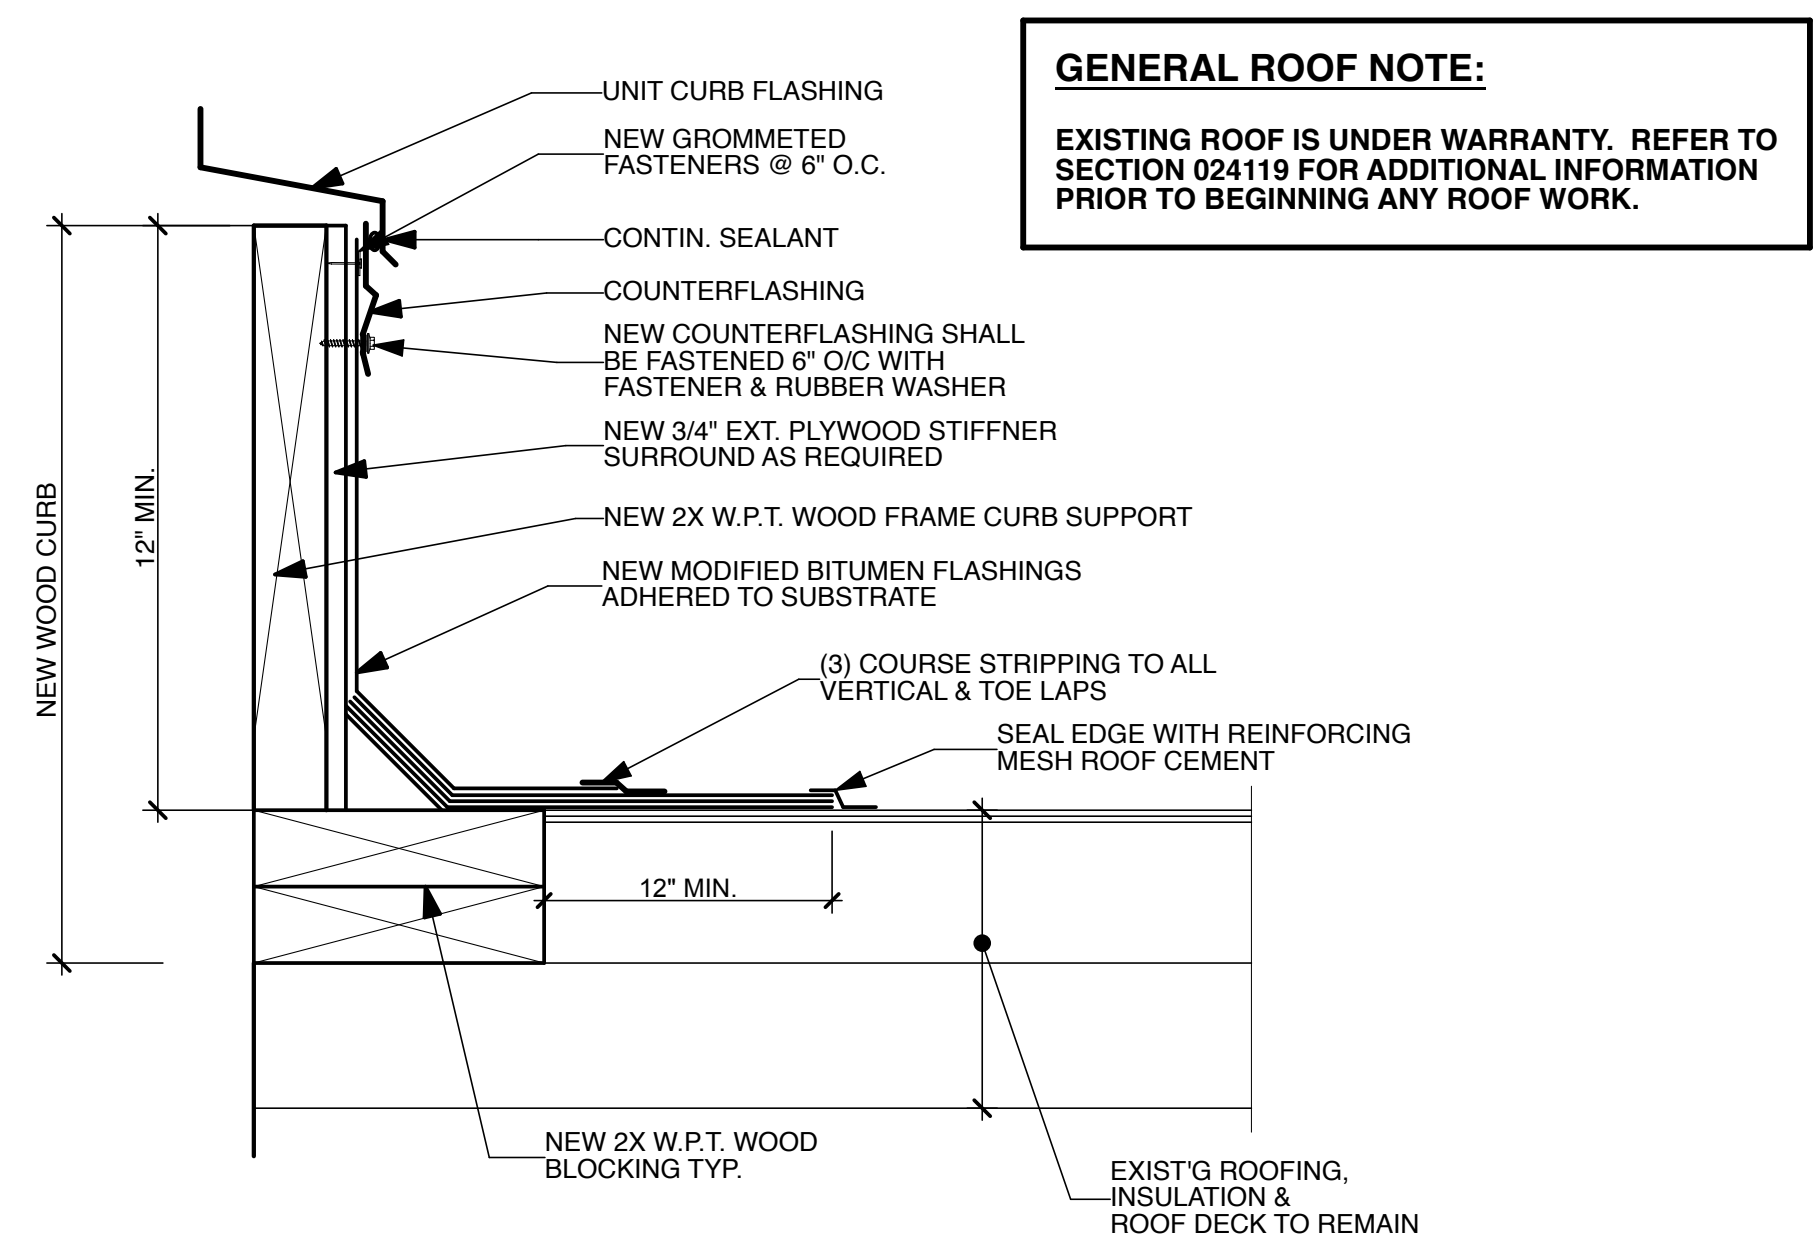 GENERAL ROOF NOTE:
EXISTING ROOF IS UNDER WARRANTY. REFER TO
SECTION 024119 FOR ADDITIONAL INFORMATION
PRIOR TO BEGINNING ANY ROOF WORK.
UNIT CURB FLASHING
NEW GROMMETED
FASTENERS @ 6" O.C.
CONTIN. SEALANT
COUNTERFLASHING
NEW COUNTERFLASHING SHALL
BE FASTENED 6" O/C WITH
FASTENER & RUBBER WASHER
NEW 3/4" EXT. PLYWOOD STIFFNER
SURROUND AS REQUIRED
NEW 2X W.P.T. WOOD FRAME CURB SUPPORT
NEW MODIFIED BITUMEN FLASHINGS
ADHERED TO SUBSTRATE
(3) COURSE STRIPPING TO ALL
VERTICAL & TOE LAPS
SEAL EDGE WITH REINFORCING
MESH ROOF CEMENT
NEW WOOD CURB
12" MIN.
12" MIN.
NEW 2X W.P.T. WOOD
BLOCKING TYP.
EXIST'G ROOFING,
INSULATION &
ROOF DECK TO REMAIN